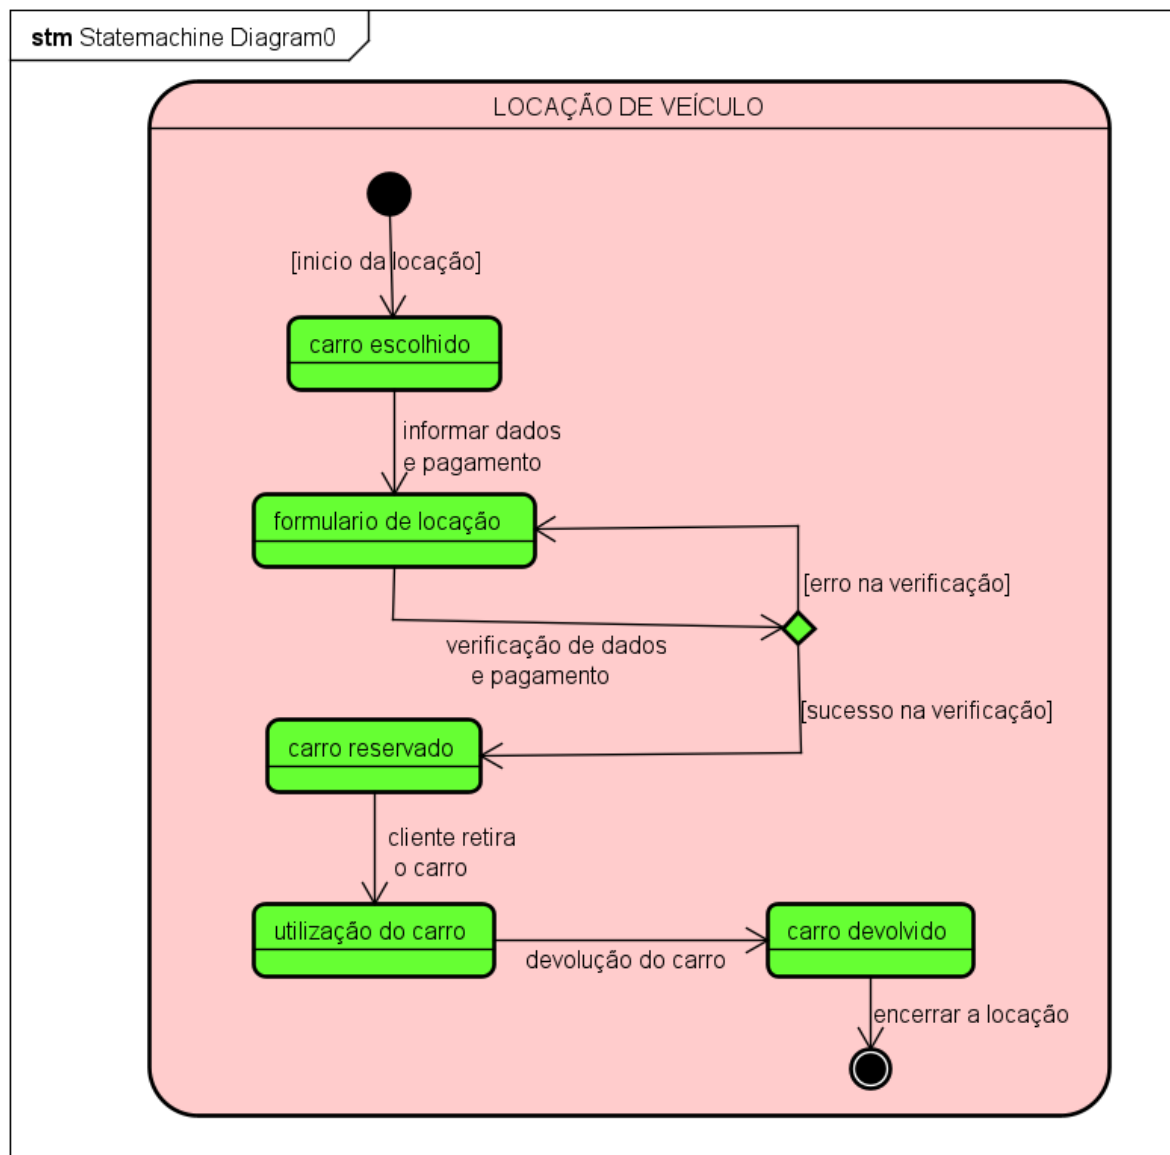 stm Statemachine Diagram0
LOCAÇÃO DE VEÍCULO
[inicio da locação]
carro escolhido
informar dados
e pagamento
formulario de locação
[erro na verificação]
verificação de dados
e pagamento
[sucesso na verificação]
carro reservado
cliente retira
o carro
utilização do carro
devolução do carro
carro devolvido
encerrar a locação